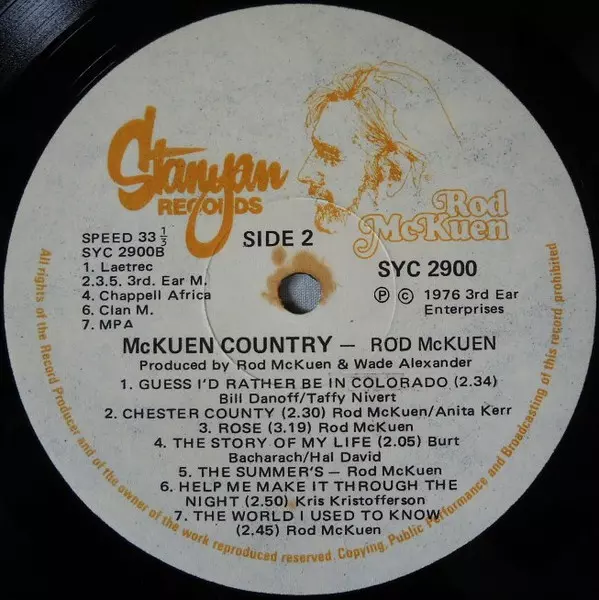 Stanyan
RECORDS
Rod
McKuen
SPEED 33 1/3
SYC 2900B
1. Laetrec
2.3.5. 3rd. Ear M.
4. Chappell Africa
6. Clan M.
7. MPA
SIDE 2
SYC 2900
Ⓟ © 1976 3rd Ear
Enterprises
McKUEN COUNTRY — ROD McKUEN
Produced by Rod McKuen & Wade Alexander
1. GUESS I'D RATHER BE IN COLORADO (2.34)
Bill Danoff/Taffy Nivert
2. CHESTER COUNTY (2.30) Rod McKuen/Anita Kerr
3. ROSE (3.19) Rod McKuen
4. THE STORY OF MY LIFE (2.05) Burt
Bacharach/Hal David
5. THE SUMMER'S — Rod McKuen
6. HELP ME MAKE IT THROUGH THE
NIGHT (2.50) Kris Kristofferson
7. THE WORLD I USED TO KNOW
(2.45) Rod McKuen
All rights of the Record Producer and of the owner of the work reproduced reserved. Copying, Public Performance and Broadcasting of this record prohibited